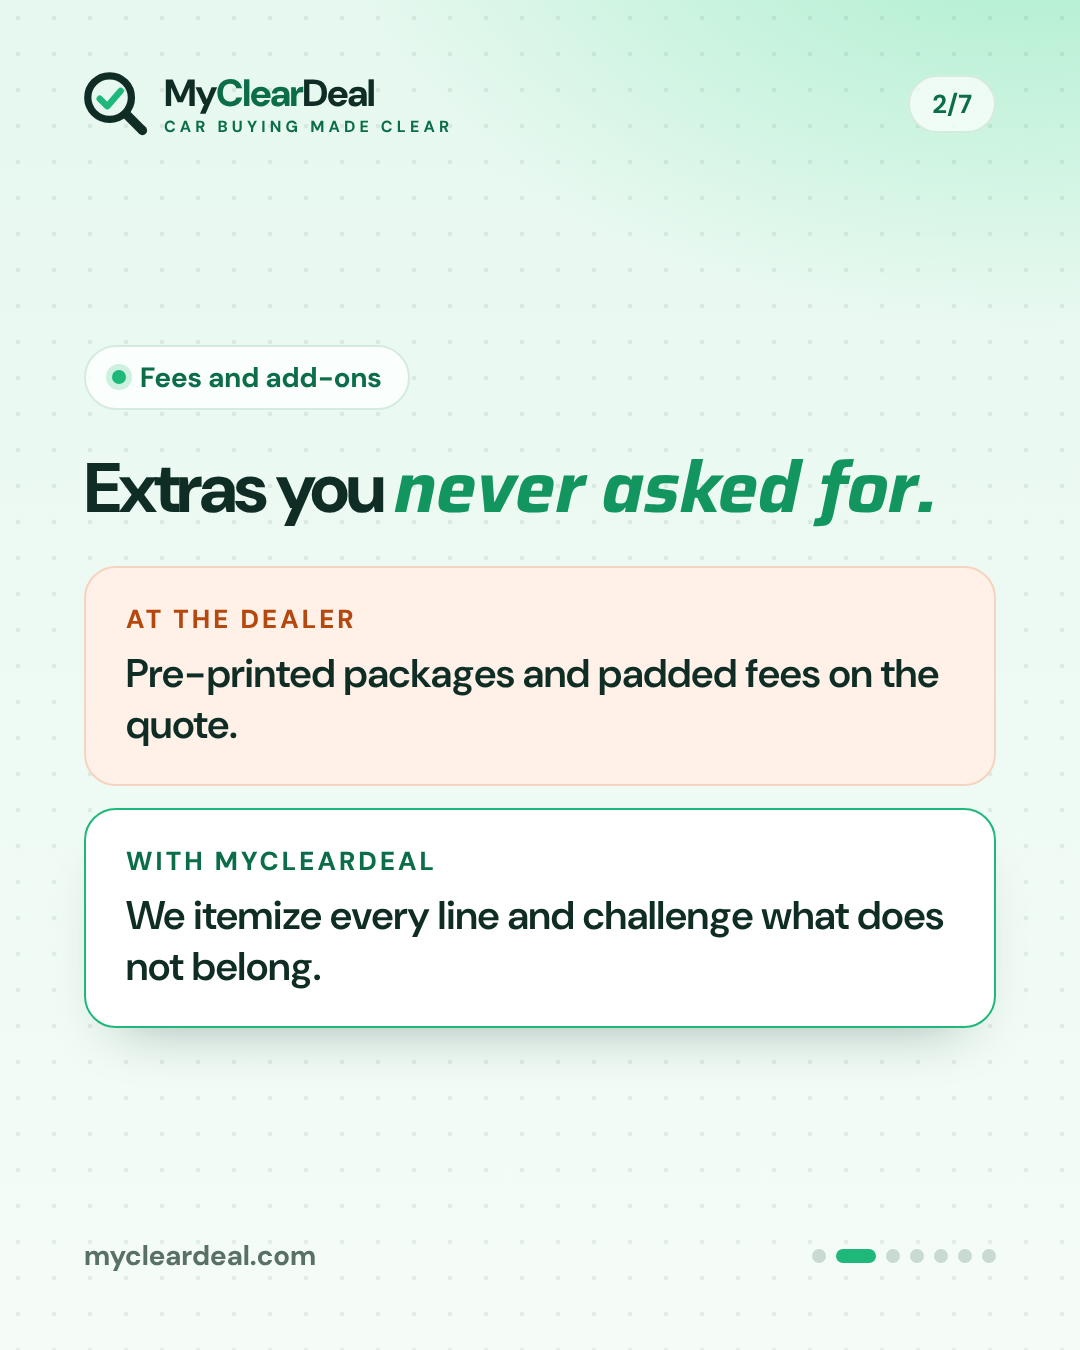 MyClearDeal
CAR BUYING MADE CLEAR
2/7
Fees and add-ons
Extras you never asked for.
AT THE DEALER
Pre-printed packages and padded fees on the
quote.
WITH MYCLEARDEAL
We itemize every line and challenge what does
not belong.
mycleardeal.com